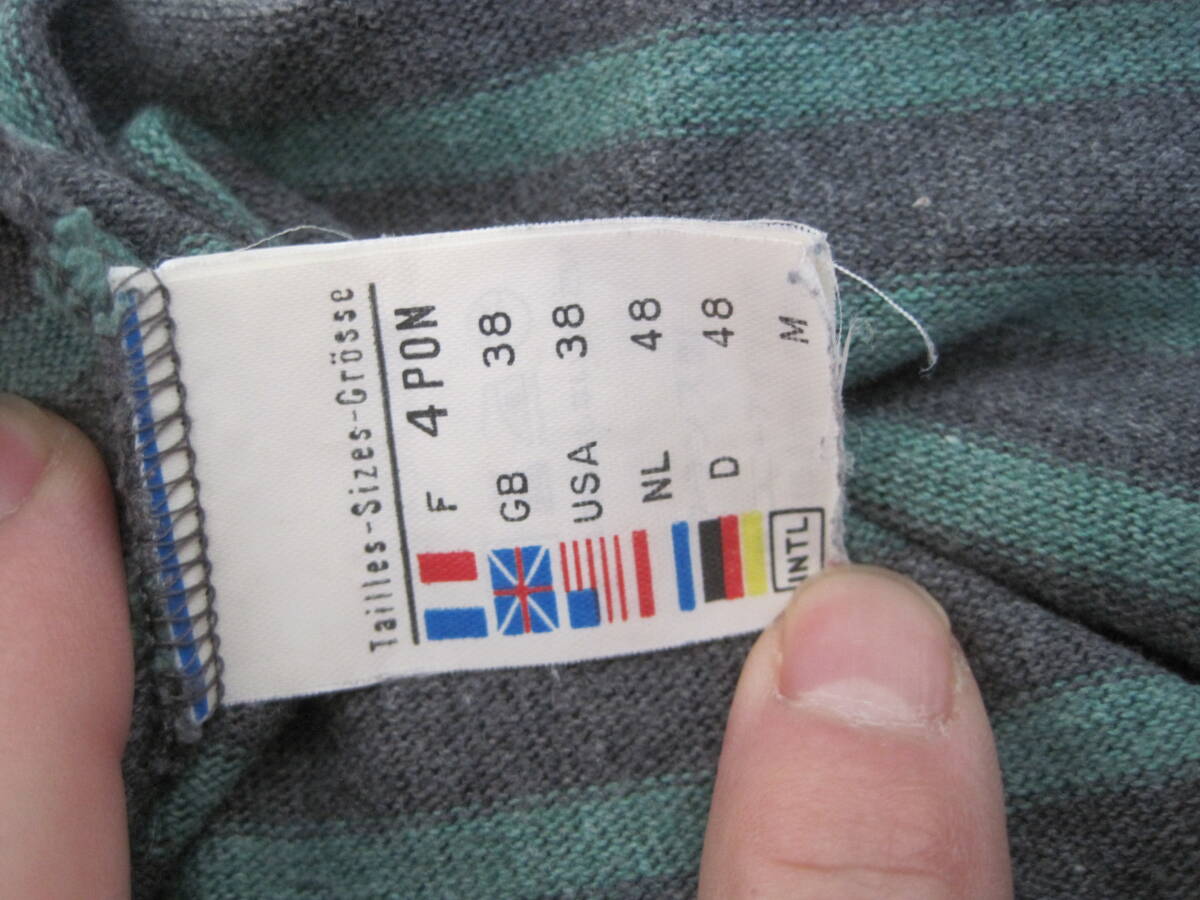 Tailles-Sizes-Grösse
F 4 PON
GB 38
USA 38
NL 48
D 48
INTL M